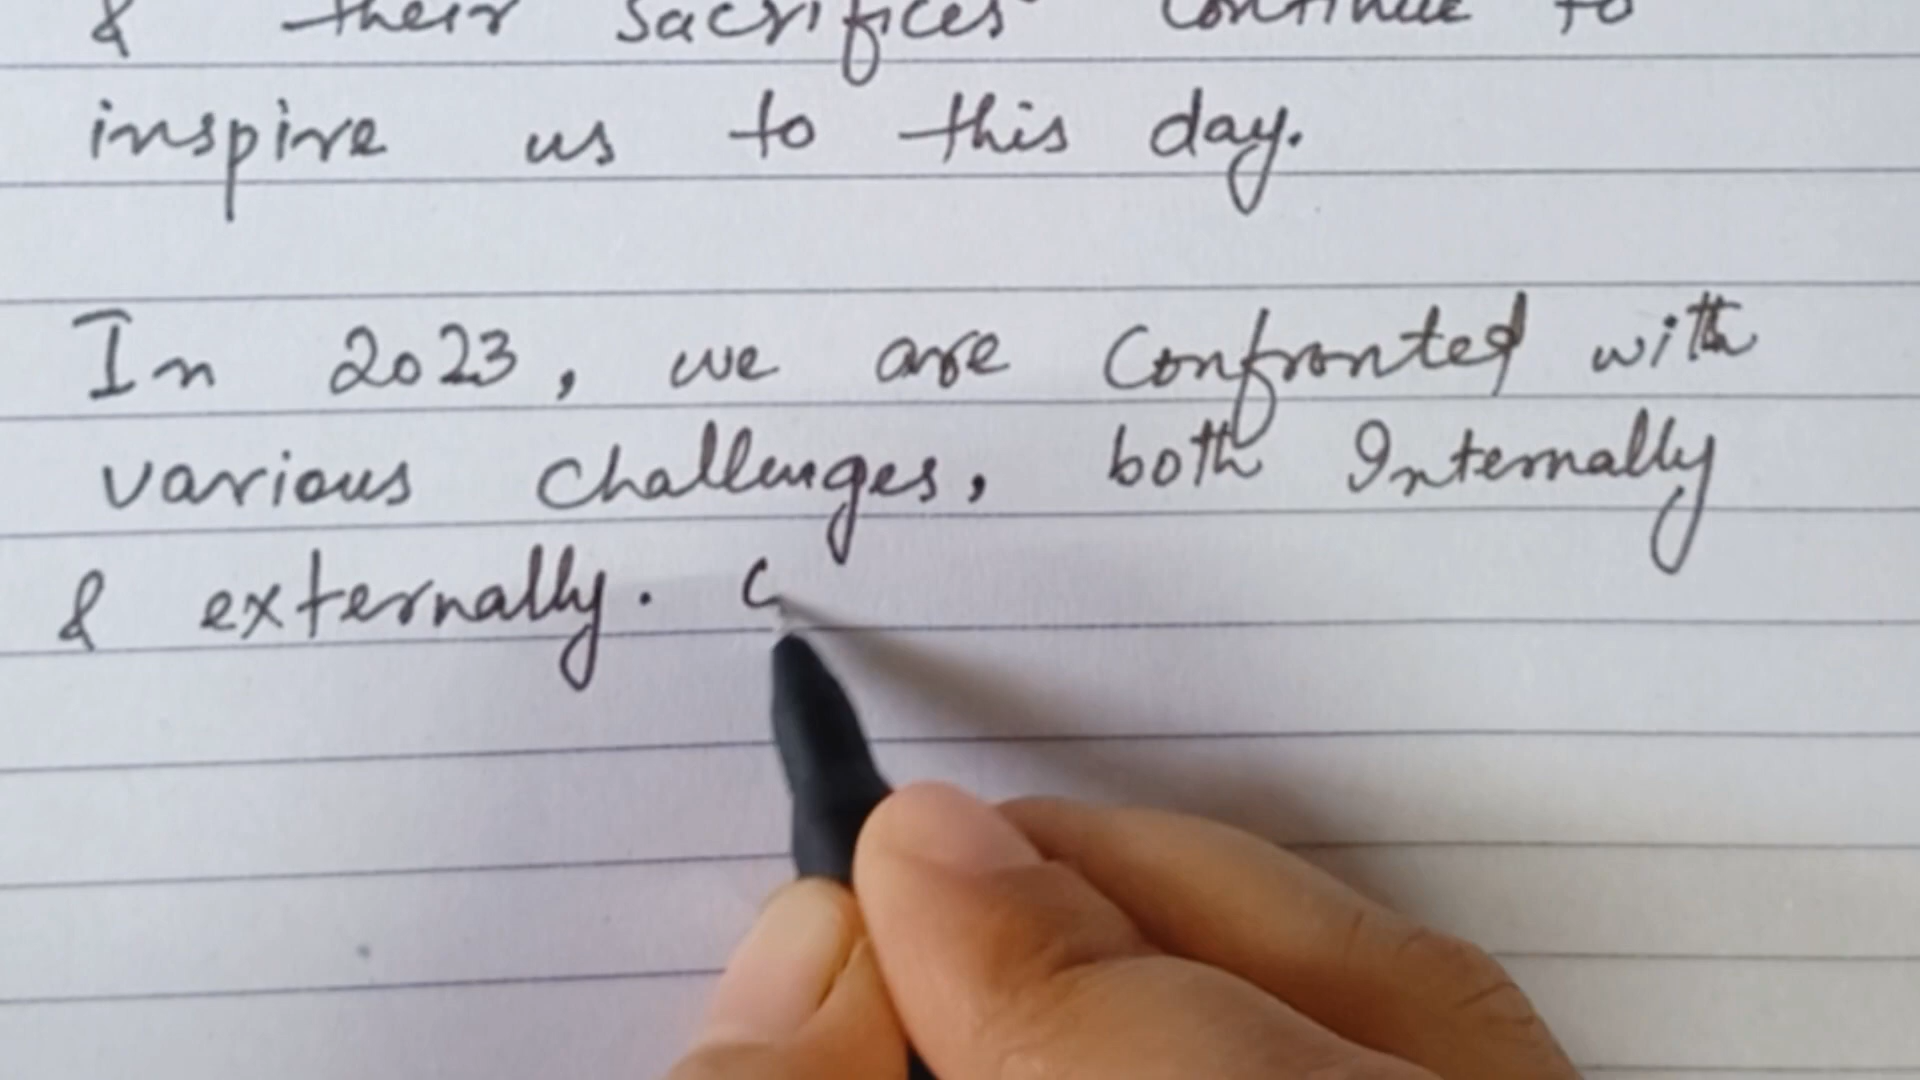 & their sacrifices continue to
inspire us to this day.
In 2023, we are Confronted with
various challenges, both Internally
& externally. C